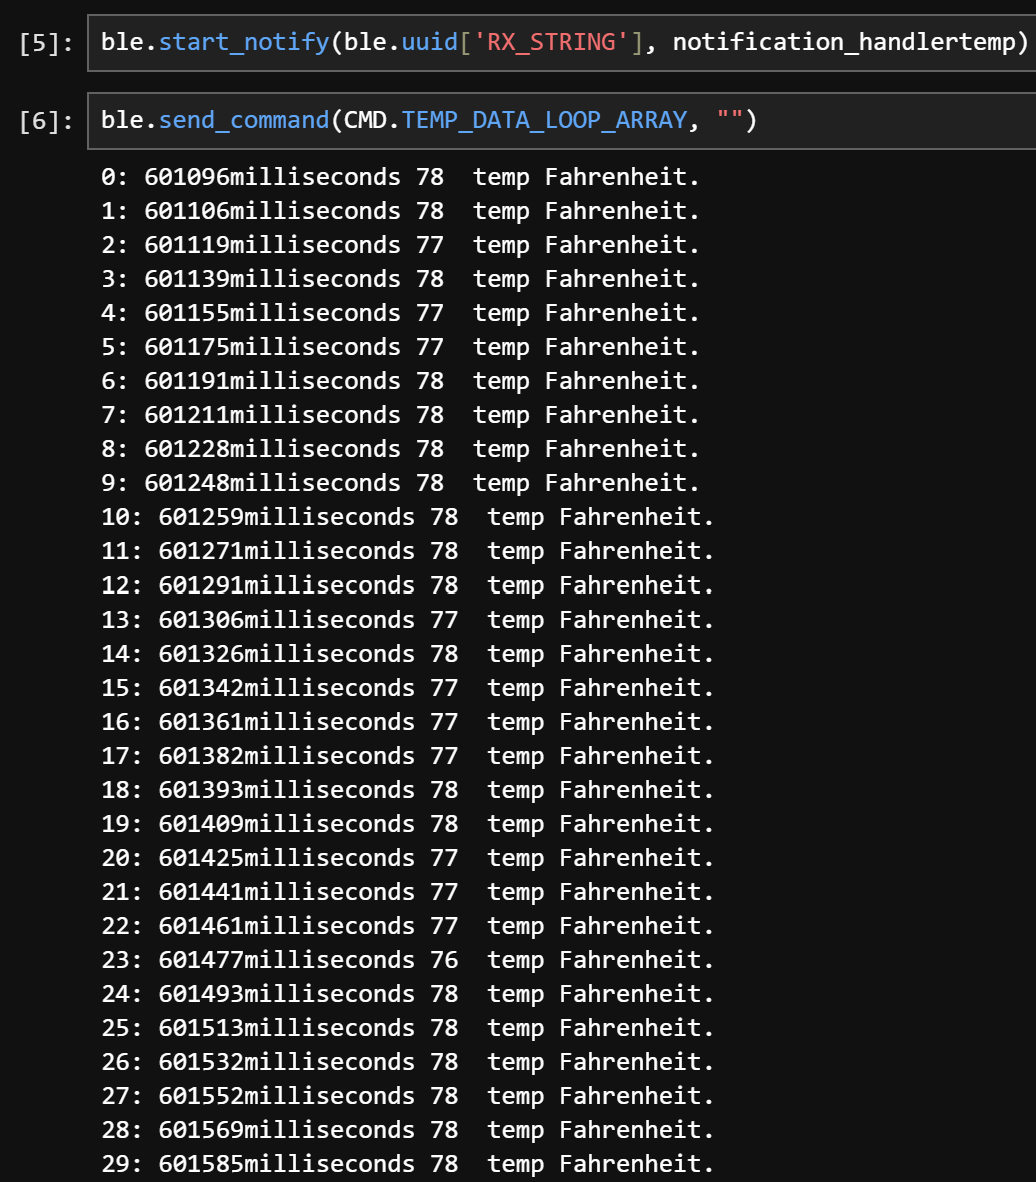 [5]: ble.start_notify(ble.uuid['RX_STRING'], notification_handlertemp)
[6]: ble.send_command(CMD.TEMP_DATA_LOOP_ARRAY, "")
0: 601096milliseconds 78  temp Fahrenheit.
1: 601106milliseconds 78  temp Fahrenheit.
2: 601119milliseconds 77  temp Fahrenheit.
3: 601139milliseconds 78  temp Fahrenheit.
4: 601155milliseconds 77  temp Fahrenheit.
5: 601175milliseconds 77  temp Fahrenheit.
6: 601191milliseconds 78  temp Fahrenheit.
7: 601211milliseconds 78  temp Fahrenheit.
8: 601228milliseconds 78  temp Fahrenheit.
9: 601248milliseconds 78  temp Fahrenheit.
10: 601259milliseconds 78  temp Fahrenheit.
11: 601271milliseconds 78  temp Fahrenheit.
12: 601291milliseconds 78  temp Fahrenheit.
13: 601306milliseconds 77  temp Fahrenheit.
14: 601326milliseconds 78  temp Fahrenheit.
15: 601342milliseconds 77  temp Fahrenheit.
16: 601361milliseconds 77  temp Fahrenheit.
17: 601382milliseconds 77  temp Fahrenheit.
18: 601393milliseconds 78  temp Fahrenheit.
19: 601409milliseconds 78  temp Fahrenheit.
20: 601425milliseconds 77  temp Fahrenheit.
21: 601441milliseconds 77  temp Fahrenheit.
22: 601461milliseconds 77  temp Fahrenheit.
23: 601477milliseconds 76  temp Fahrenheit.
24: 601493milliseconds 78  temp Fahrenheit.
25: 601513milliseconds 78  temp Fahrenheit.
26: 601532milliseconds 78  temp Fahrenheit.
27: 601552milliseconds 78  temp Fahrenheit.
28: 601569milliseconds 78  temp Fahrenheit.
29: 601585milliseconds 78  temp Fahrenheit.